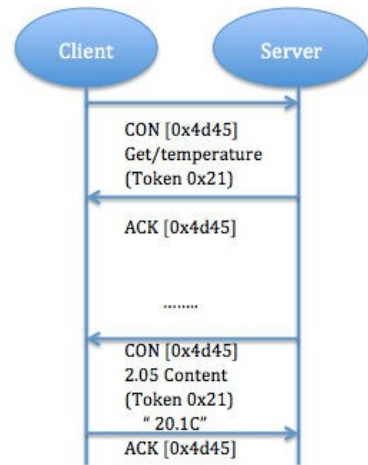 Client
Server
CON [0x4d45]
Get/temperature
(Token 0x21)
ACK [0x4d45]
........
CON [0x4d45]
2.05 Content
(Token 0x21)
“ 20.1C”
ACK [0x4d45]